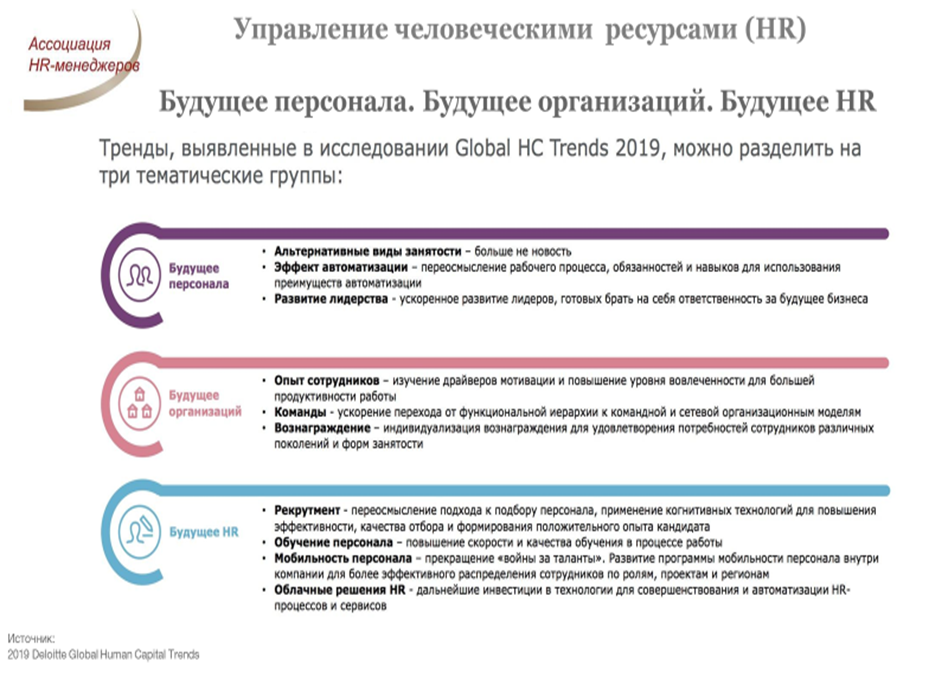 Ассоциация
HR-менеджеров
Управление человеческими ресурсами (HR)
Будущее персонала. Будущее организаций. Будущее HR
Тренды, выявленные в исследовании Global HC Trends 2019, можно разделить на
три тематические группы:
Будущее
персонала
• Альтернативные виды занятости – больше не новость
• Эффект автоматизации – переосмысление рабочего процесса, обязанностей и навыков для использования
преимуществ автоматизации
• Развитие лидерства - ускоренное развитие лидеров, готовых брать на себя ответственность за будущее бизнеса
Будущее
организаций
• Опыт сотрудников – изучение драйверов мотивации и повышение уровня вовлеченности для большей
продуктивности работы
• Команды - ускорение перехода от функциональной иерархии к командной и сетевой организационным моделям
• Вознаграждение – индивидуализация вознаграждения для удовлетворения потребностей сотрудников различных
поколений и форм занятости
Будущее HR
• Рекрутмент - переосмысление подхода к подбору персонала, применение когнитивных технологий для повышения
эффективности, качества отбора и формирования положительного опыта кандидата
• Обучение персонала – повышение скорости и качества обучения в процессе работы
• Мобильность персонала – прекращение «войны за таланты». Развитие программы мобильности персонала внутри
компании для более эффективного распределения сотрудников по ролям, проектам и регионам
• Облачные решения HR - дальнейшие инвестиции в технологии для совершенствования и автоматизации HR-
процессов и сервисов
Источник:
2019 Deloitte Global Human Capital Trends